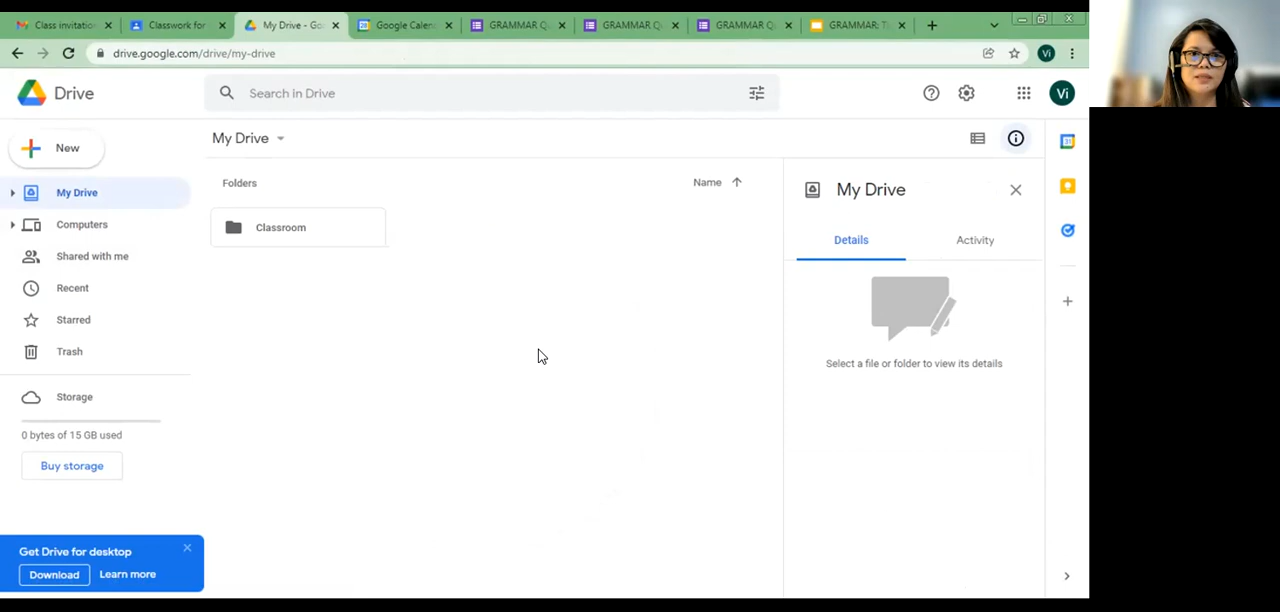 Class invitatio
Classwork for
My Drive - Go
Google Calen
GRAMMAR Q
GRAMMAR Q
GRAMMAR Q
GRAMMAR: T
drive.google.com/drive/my-drive
Vi
Drive
Search in Drive
Vi
New
My Drive
31
My Drive
Computers
Shared with me
Recent
Starred
Trash
Storage
0 bytes of 15 GB used
Buy storage
Folders
Name
Classroom
My Drive
Details
Activity
Select a file or folder to view its details
Get Drive for desktop
Download
Learn more